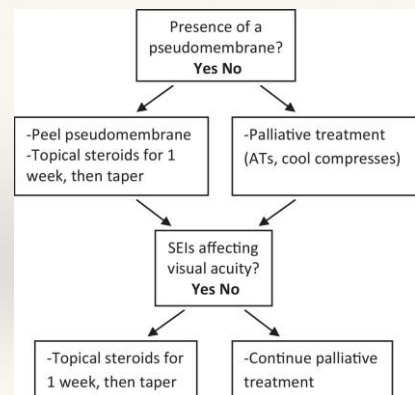 Presence of a
pseudomembrane?
Yes No
-Peel pseudomembrane
-Topical steroids for 1
week, then taper
-Palliative treatment
(ATs, cool compresses)
SEIs affecting
visual acuity?
Yes No
-Topical steroids for
1 week, then taper
-Continue palliative
treatment